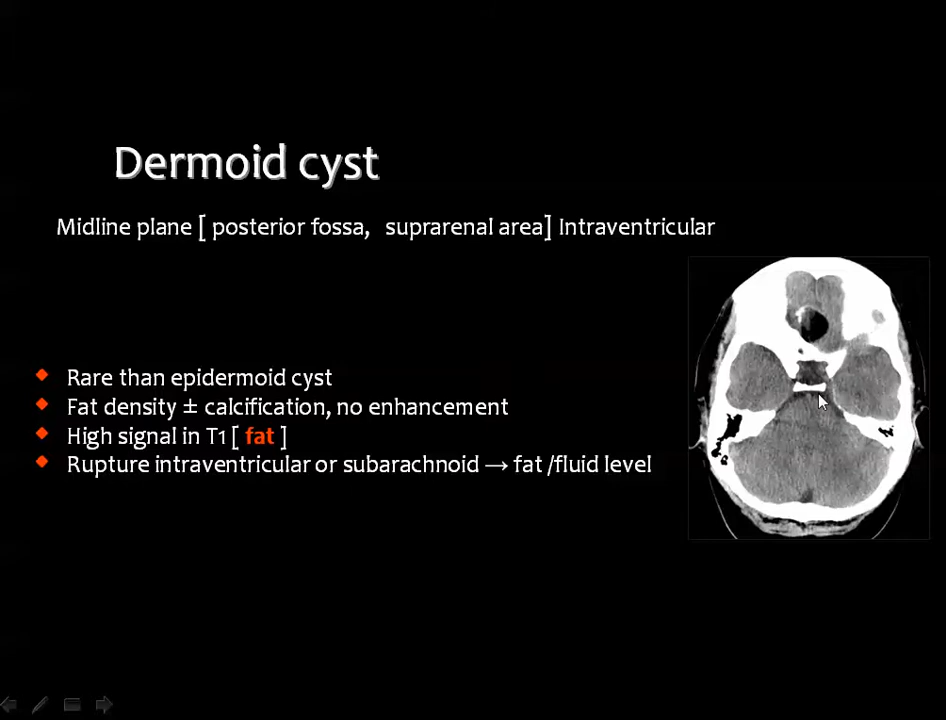 Dermoid cyst
Midline plane [ posterior fossa, suprarenal area] Intraventricular
Rare than epidermoid cyst
Fat density ± calcification, no enhancement
High signal in T1 [ fat ]
Rupture intraventricular or subarachnoid → fat /fluid level